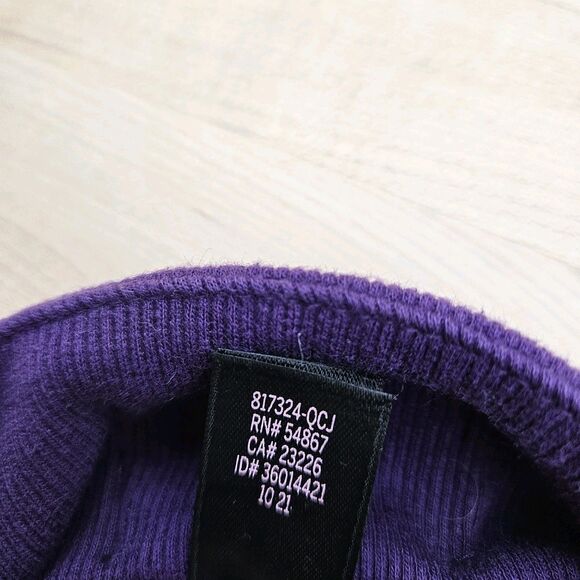 817324-QCJ
RN# 54867
CA# 23226
ID# 36014421
10 21